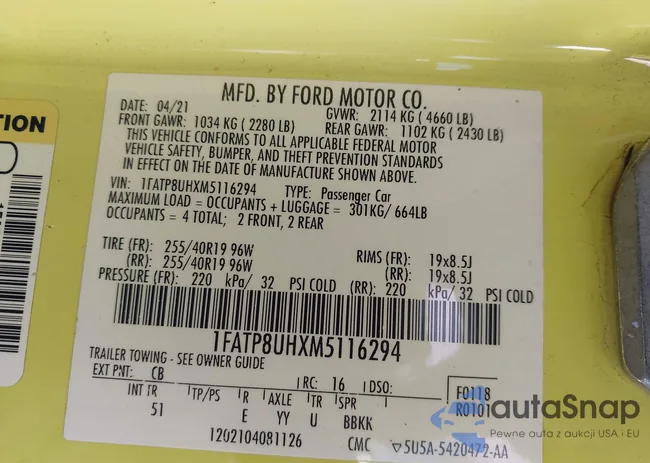 TION
MFD. BY FORD MOTOR CO.
DATE: 04/21 GVWR: 2114 KG ( 4660 LB)
FRONT GAWR: 1034 KG ( 2280 LB) REAR GAWR: 1102 KG ( 2430 LB)
THIS VEHICLE CONFORMS TO ALL APPLICABLE FEDERAL MOTOR
VEHICLE SAFETY, BUMPER, AND THEFT PREVENTION STANDARDS
IN EFFECT ON THE DATE OF MANUFACTURE SHOWN ABOVE.
VIN: 1FATP8UHXM5116294 TYPE: Passenger Car
MAXIMUM LOAD = OCCUPANTS + LUGGAGE = 301KG/ 664LB
OCCUPANTS = 4 TOTAL; 2 FRONT, 2 REAR
TIRE (FR): 255/40R19 96W RIMS (FR): 19x8.5J
(RR): 255/40R19 96W (RR): 19x8.5J
PRESSURE (FR): 220 kPa/ 32 PSI COLD (RR): 220 kPa/ 32 PSI COLD
1FATP8UHXM5116294
TRAILER TOWING - SEE OWNER GUIDE
EXT PNT: CB RC: 16 DSO: F0118
INT TR TP/PS R AXLE TR SPR R0101
51 E YY U BBKK
1202104081126 CMC ▽5U5A-5420472-AA
autaSnap
Pewne auta z aukcji USA i EU